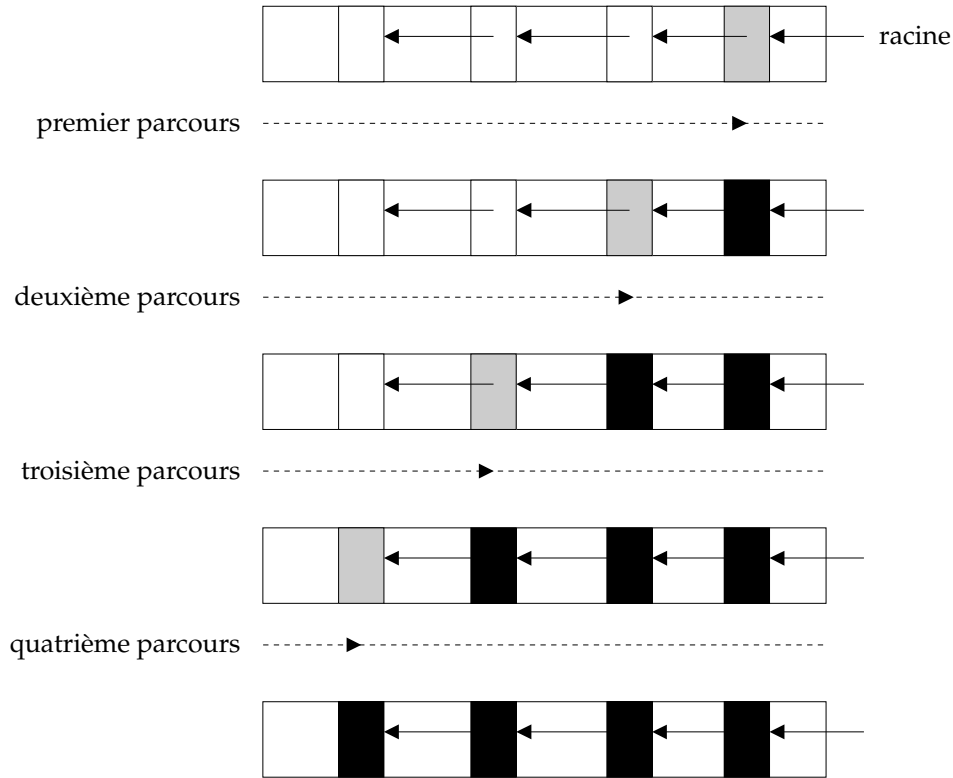 racine
premier parcours
deuxième parcours
troisième parcours
quatrième parcours